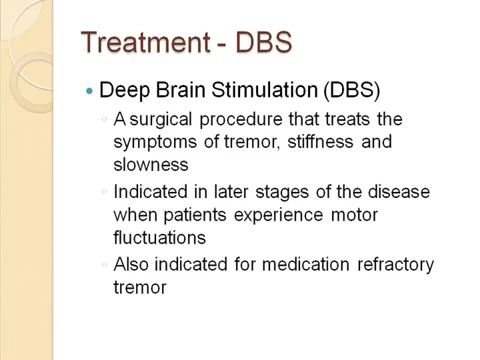 Treatment - DBS
Deep Brain Stimulation (DBS)
A surgical procedure that treats the
symptoms of tremor, stiffness and
slowness
Indicated in later stages of the disease
when patients experience motor
fluctuations
Also indicated for medication refractory
tremor